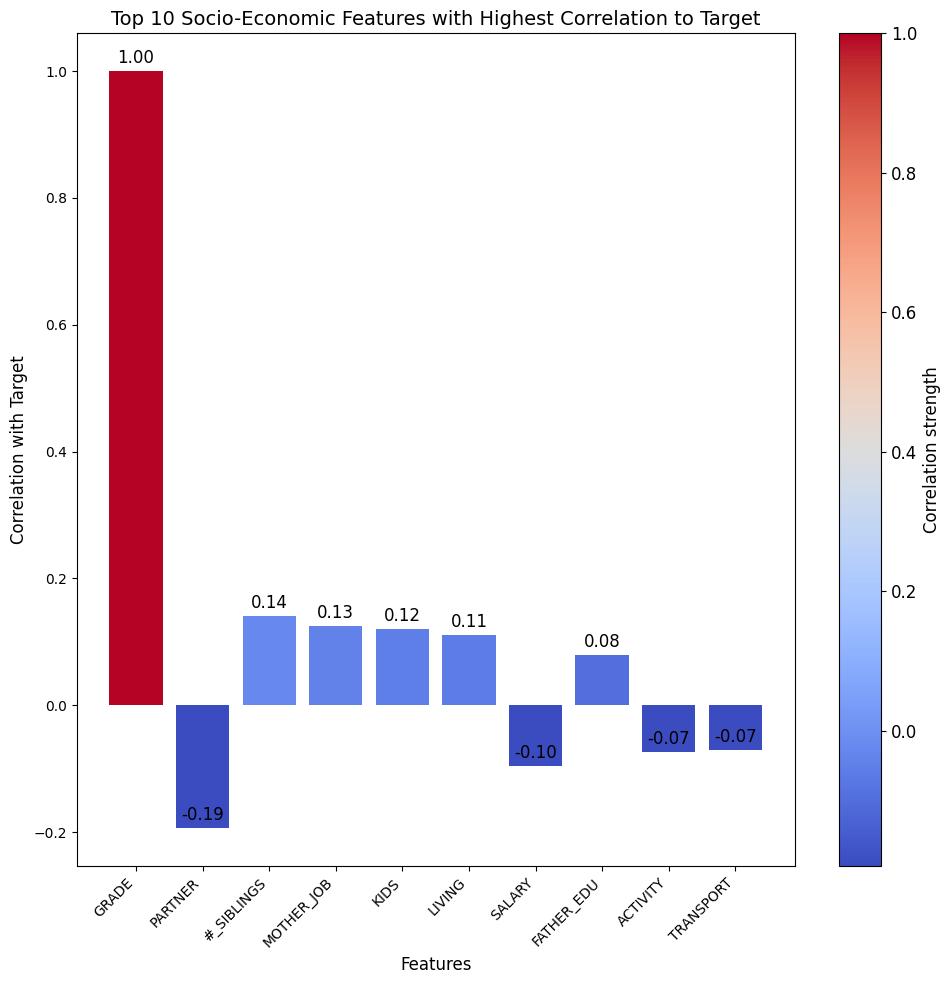 Top 10 Socio-Economic Features with Highest Correlation to Target
Correlation with Target
1.0
0.8
0.6
0.4
0.2
0.0
−0.2
1.00
-0.19
0.14
0.13
0.12
0.11
-0.10
0.08
-0.07
-0.07
GRADE
PARTNER
#_SIBLINGS
MOTHER_JOB
KIDS
LIVING
SALARY
FATHER_EDU
ACTIVITY
TRANSPORT
Features
1.0
0.8
0.6
0.4
0.2
0.0
Correlation strength